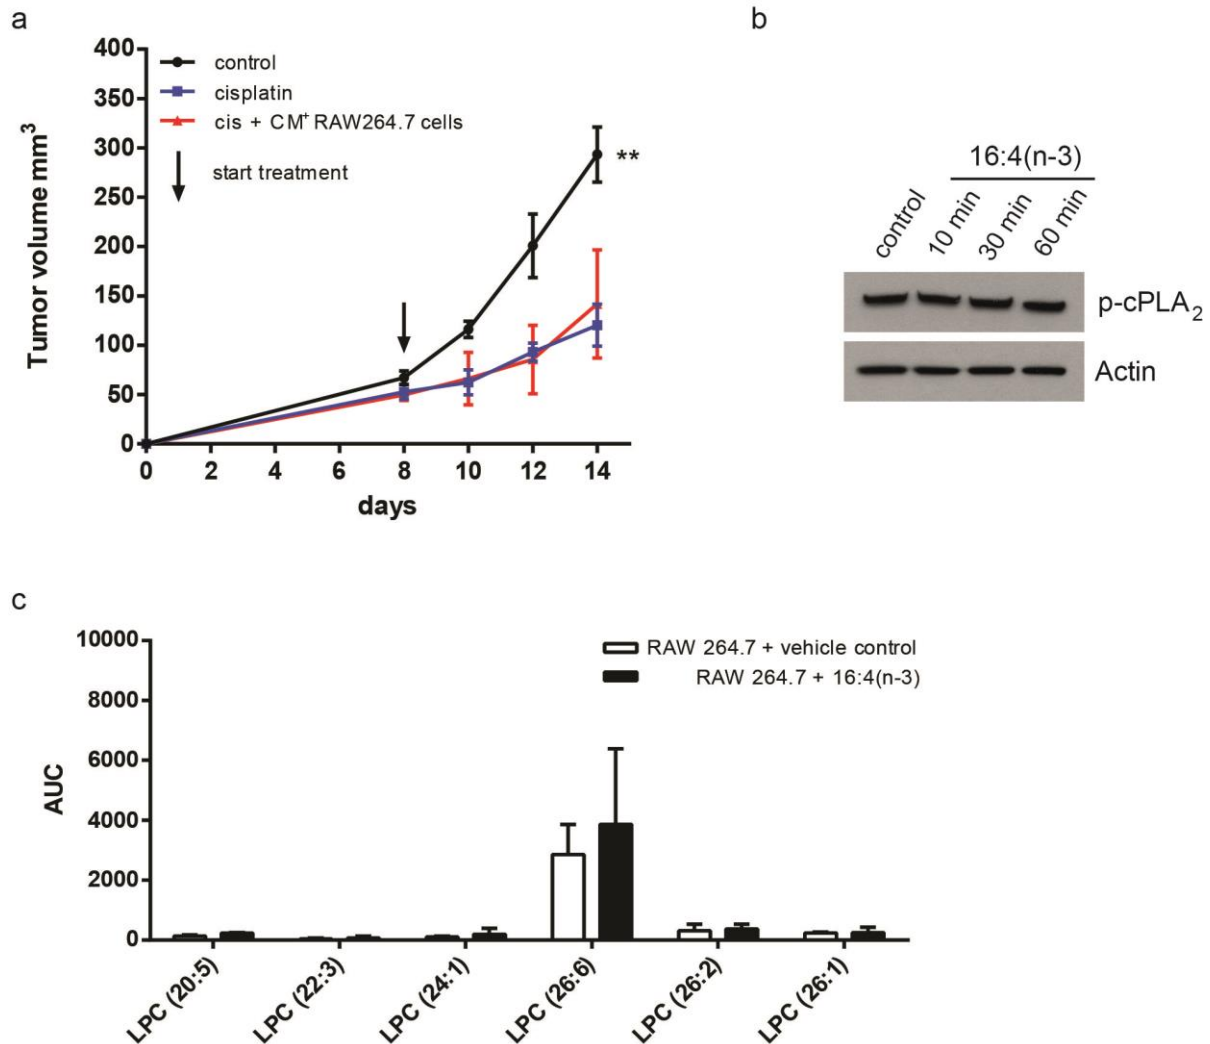 a
400
350
300
250
200
150
100
50
0
Tumor volume mm³
control
cisplatin
cis + CM⁺ RAW264.7 cells
start treatment
**
0 2 4 6 8 10 12 14
days
b
16:4(n-3)
control 10 min 30 min 60 min
p-cPLA₂
Actin
c
10000
8000
6000
4000
2000
0
AUC
RAW 264.7 + vehicle control
RAW 264.7 + 16:4(n-3)
LPC (20:5) LPC (22:3) LPC (24:1) LPC (26:6) LPC (26:2) LPC (26:1)